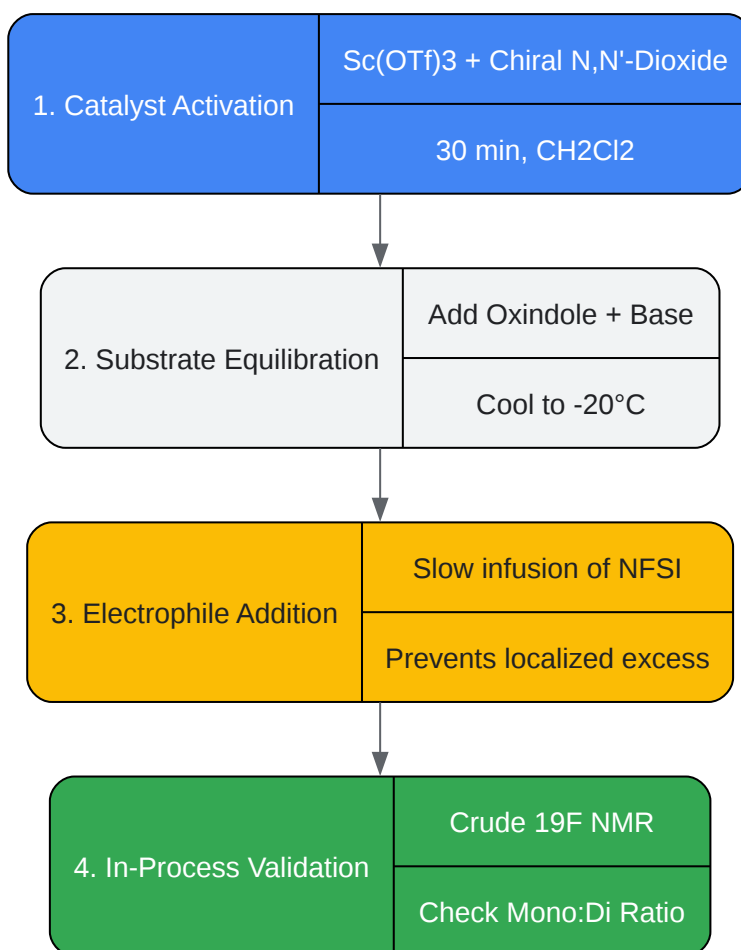 1. Catalyst Activation
Sc(OTf)3 + Chiral N,N'-Dioxide
30 min, CH2Cl2
2. Substrate Equilibration
Add Oxindole + Base
Cool to -20°C
3. Electrophile Addition
Slow infusion of NFSI
Prevents localized excess
4. In-Process Validation
Crude 19F NMR
Check Mono:Di Ratio